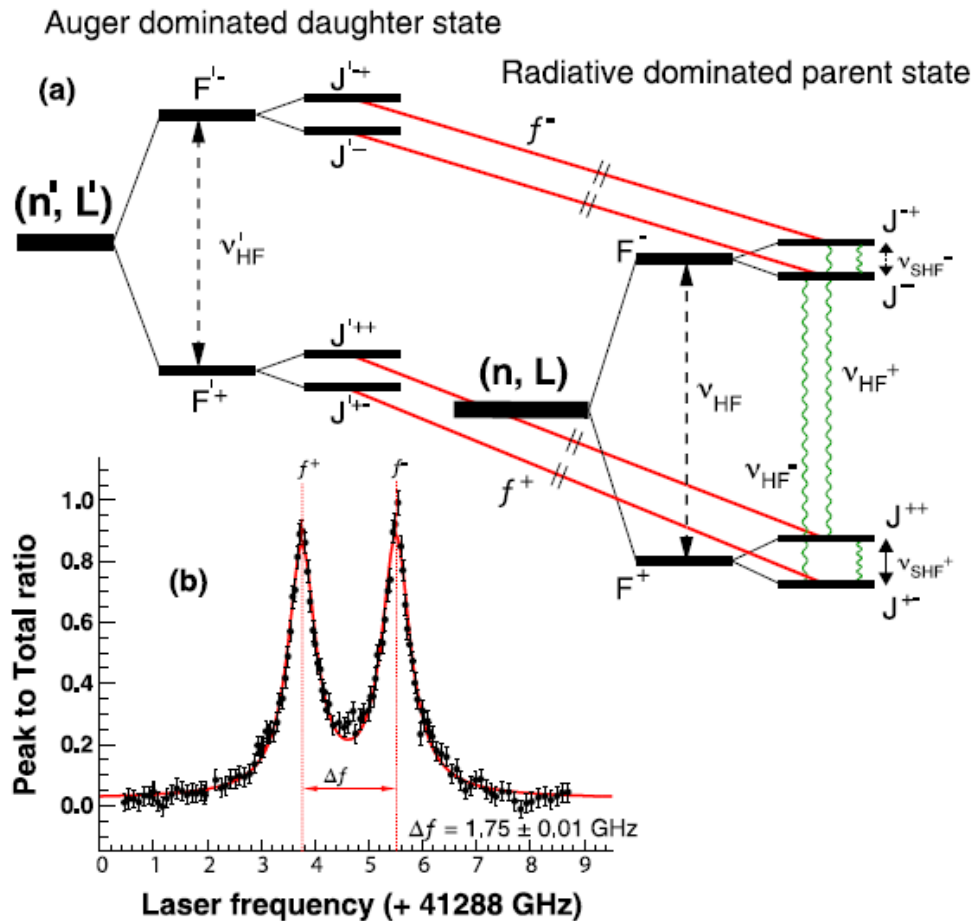 Auger dominated daughter state
Radiative dominated parent state
(a)
F'-
J'-+
J'--
f-
(n', L')
ν'HF
F'+
J'++
J'+-
(n, L)
f+
F-
J-+
νSHF-
J--
νHF
νHF+
νHF-
F+
J++
νSHF+
J+-
(b)
f+
f-
Δf
Δf = 1,75 ± 0,01 GHz
Peak to Total ratio
1.0
0.8
0.6
0.4
0.2
0.0
0 1 2 3 4 5 6 7 8 9
Laser frequency (+ 41288 GHz)